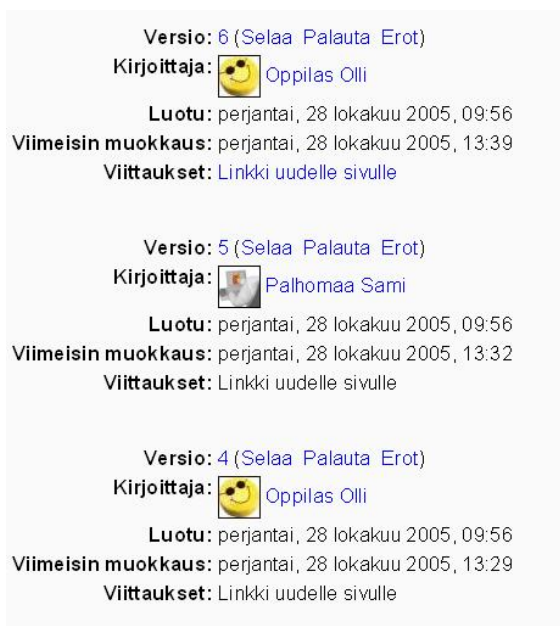 Versio: 6 (Selaa Palauta Erot)
Kirjoittaja: Oppilas Olli
Luotu: perjantai, 28 lokakuu 2005, 09:56
Viimeisin muokkaus: perjantai, 28 lokakuu 2005, 13:39
Viittaukset: Linkki uudelle sivulle
Versio: 5 (Selaa Palauta Erot)
Kirjoittaja: Palhomaa Sami
Luotu: perjantai, 28 lokakuu 2005, 09:56
Viimeisin muokkaus: perjantai, 28 lokakuu 2005, 13:32
Viittaukset: Linkki uudelle sivulle
Versio: 4 (Selaa Palauta Erot)
Kirjoittaja: Oppilas Olli
Luotu: perjantai, 28 lokakuu 2005, 09:56
Viimeisin muokkaus: perjantai, 28 lokakuu 2005, 13:29
Viittaukset: Linkki uudelle sivulle